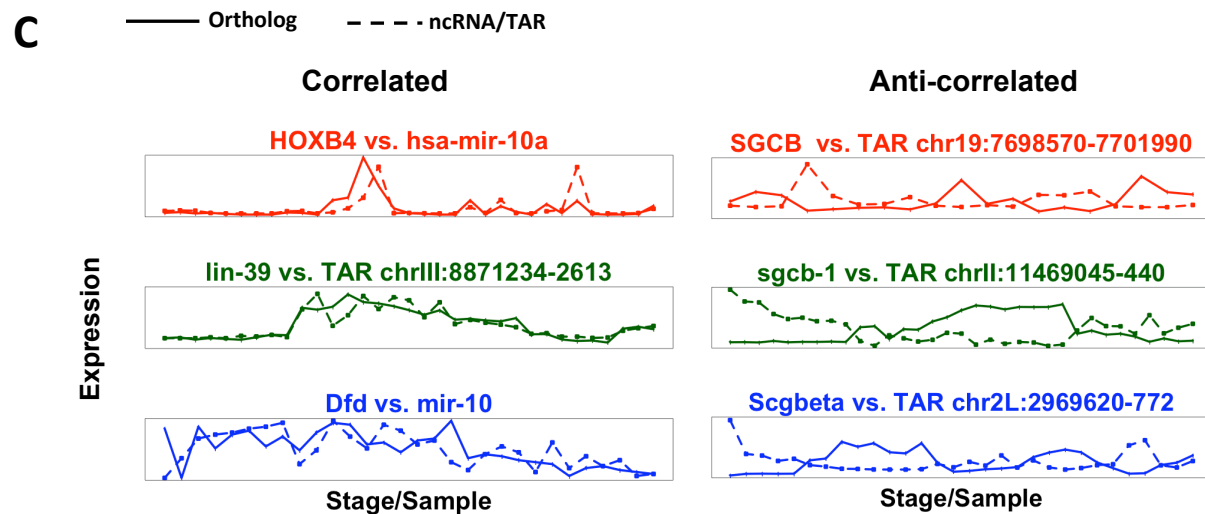 C
Ortholog
ncRNA/TAR
Correlated
Anti-correlated
HOXB4 vs. hsa-mir-10a
SGCB vs. TAR chr19:7698570-7701990
lin-39 vs. TAR chrIII:8871234-2613
sgcb-1 vs. TAR chrII:11469045-440
Expression
Dfd vs. mir-10
Scgbeta vs. TAR chr2L:2969620-772
Stage/Sample
Stage/Sample